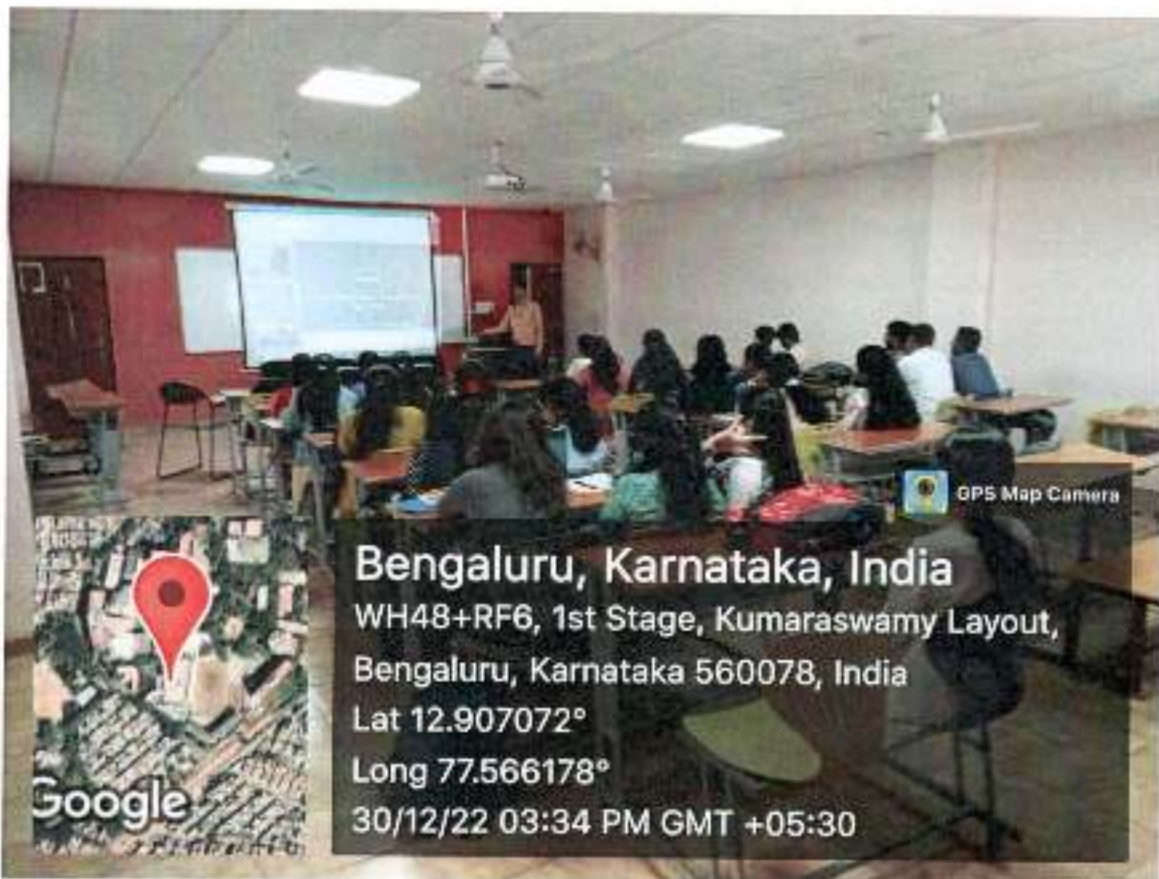 GPS Map Camera
Bengaluru, Karnataka, India
WH48+RF6, 1st Stage, Kumaraswamy Layout,
Bengaluru, Karnataka 560078, India
Lat 12.907072°
Long 77.566178°
30/12/22 03:34 PM GMT +05:30
Google